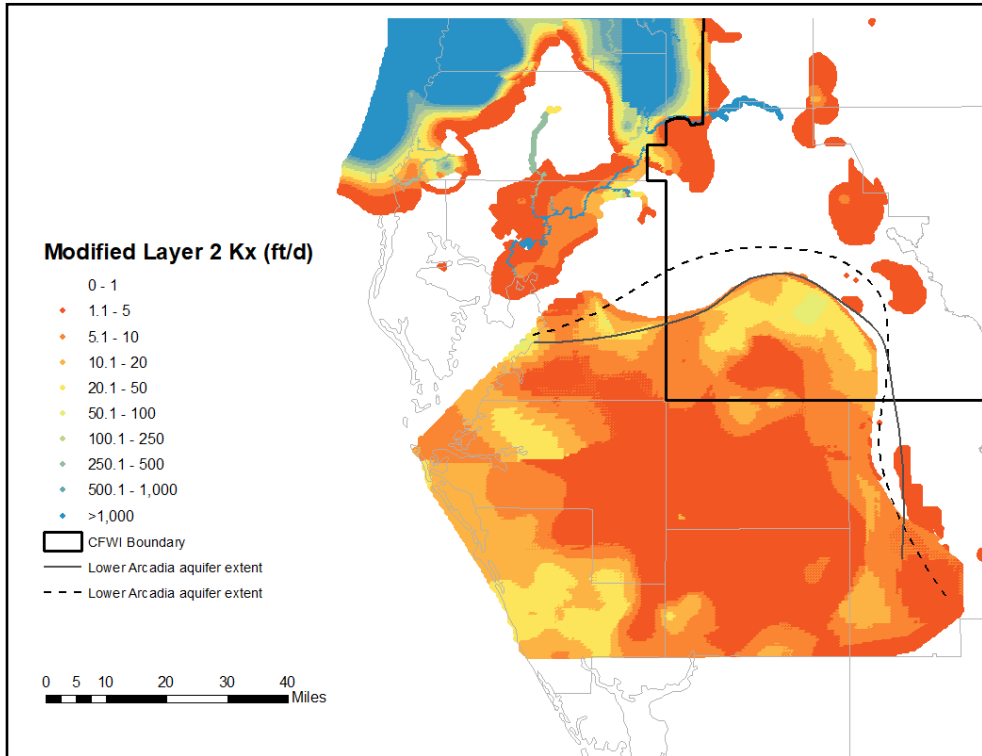 Modified Layer 2 Kx (ft/d)
0 - 1
1.1 - 5
5.1 - 10
10.1 - 20
20.1 - 50
50.1 - 100
100.1 - 250
250.1 - 500
500.1 - 1,000
>1,000
CFWI Boundary
Lower Arcadia aquifer extent
Lower Arcadia aquifer extent
0 5 10 20 30 40
Miles